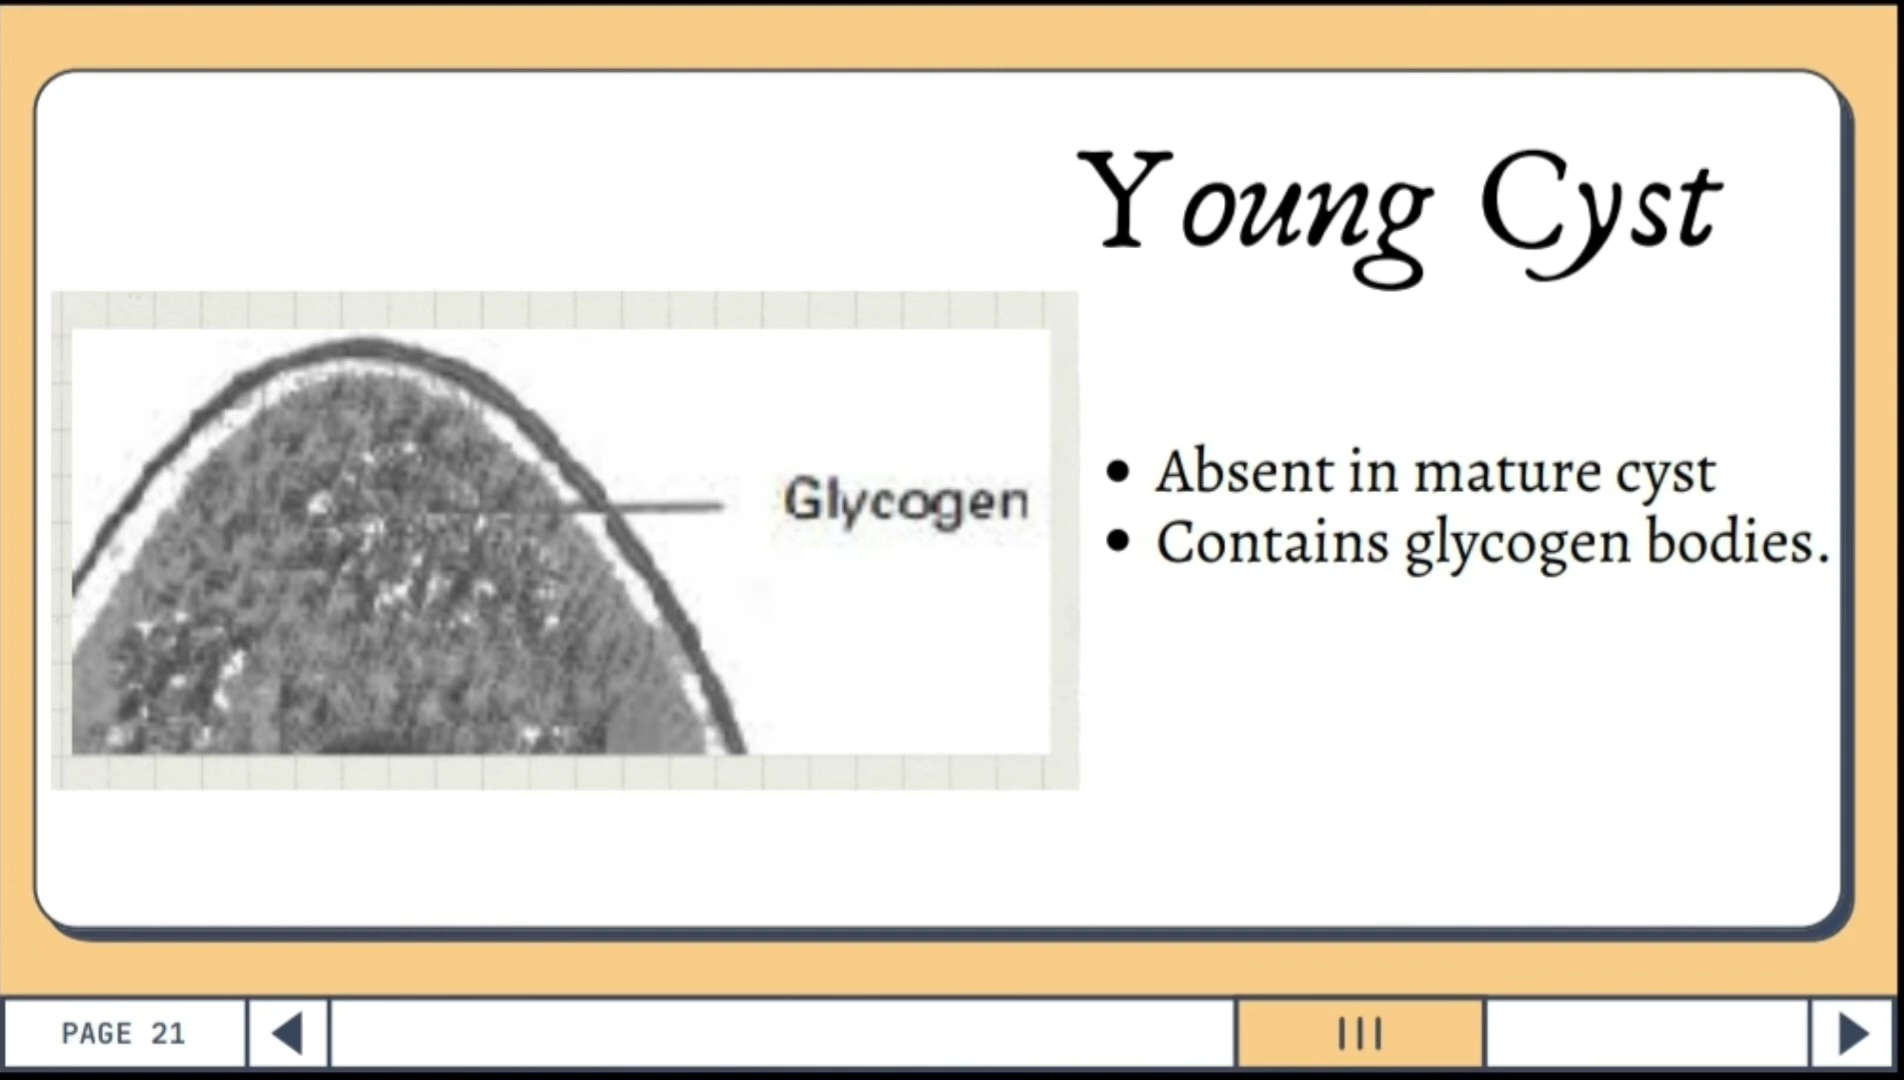 Young Cyst
Glycogen
• Absent in mature cyst
• Contains glycogen bodies.
PAGE 21